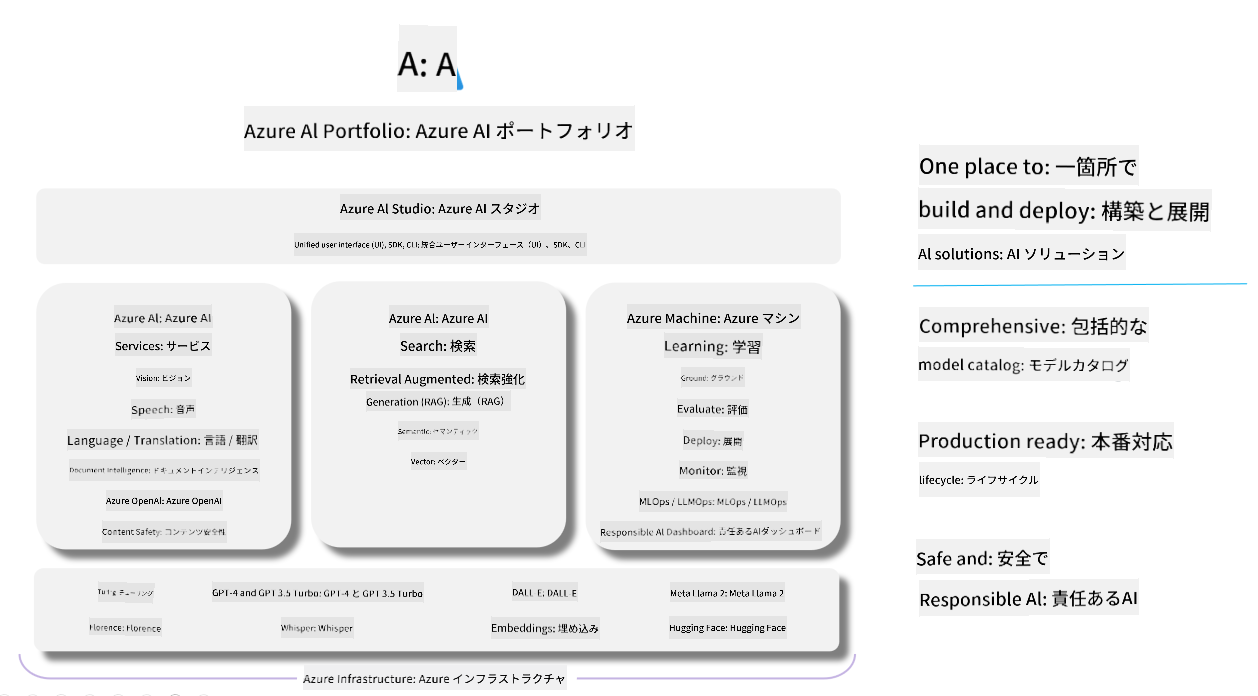 A: A
Azure Al Portfolio: Azure AI ポートフォリオ
Azure Al Studio: Azure AI スタジオ
Unified user interlace (UI), SDK, CLI: 統合ユーザーインターフェース（UI）、SDK、CLI
Azure Al: Azure AI
Services: サービス
Vision: ビジョン
Speech: 音声
Language / Translation: 言語 / 翻訳
Document Intelligence: ドキュメントインテリジェンス
Azure OpenAI: Azure OpenAI
Content Safety: コンテンツ安全性
Azure Al: Azure AI
Search: 検索
Retrieval Augmented: 検索強化
Generation (RAG): 生成（RAG）
Semantic: セマンティック
Vector: ベクター
Azure Machine: Azure マシン
Learning: 学習
Ground: グラウンド
Evaluate: 評価
Deploy: 展開
Monitor: 監視
MLOps / LLMOps: MLOps / LLMOps
Responsible AI Dashboard: 責任あるAIダッシュボード
Turing: チューリング
GPT-4 and GPT 3.5 Turbo: GPT-4 と GPT 3.5 Turbo
DALL E: DALL E
Meta Llama 2: Meta Llama 2
Florence: Florence
Whisper: Whisper
Embeddings: 埋め込み
Hugging Face: Hugging Face
Azure Infrastructure: Azure インフラストラクチャ
One place to: 一箇所で
build and deploy: 構築と展開
Al solutions: AI ソリューション
Comprehensive: 包括的な
model catalog: モデルカタログ
Production ready: 本番対応
lifecycle: ライフサイクル
Safe and: 安全で
Responsible Al: 責任あるAI